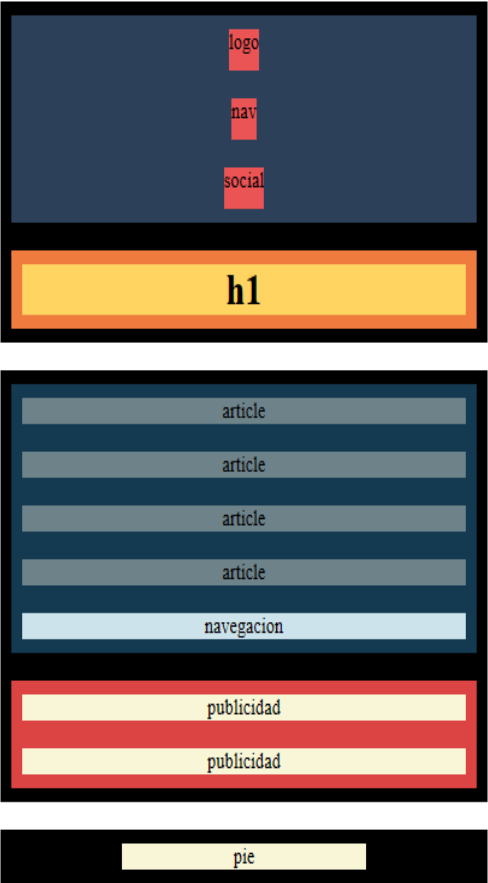 logo
nav
social
h1
article
article
article
article
navegacion
publicidad
publicidad
pie